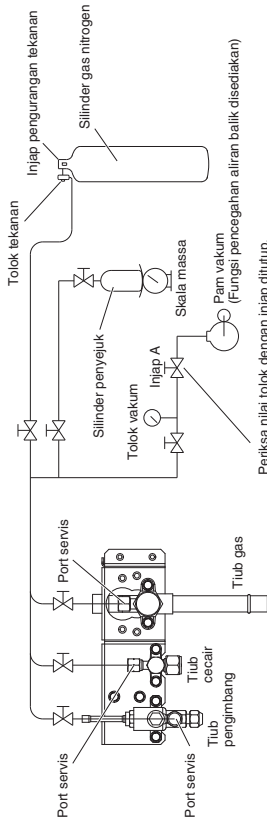 Tolok tekanan
Injap pengurangan tekanan
Silinder gas nitrogen
Silinder penyejuk
Skala massa
Tolok vakum
Injap A
Pam vakum
(Fungsi pencegahan aliran balik disediakan)
Periksa nilai tolok dengan injap ditutup
Port servis
Port servis
Port servis
Tiub gas
Tiub
cecair
Tiub
pengimbang